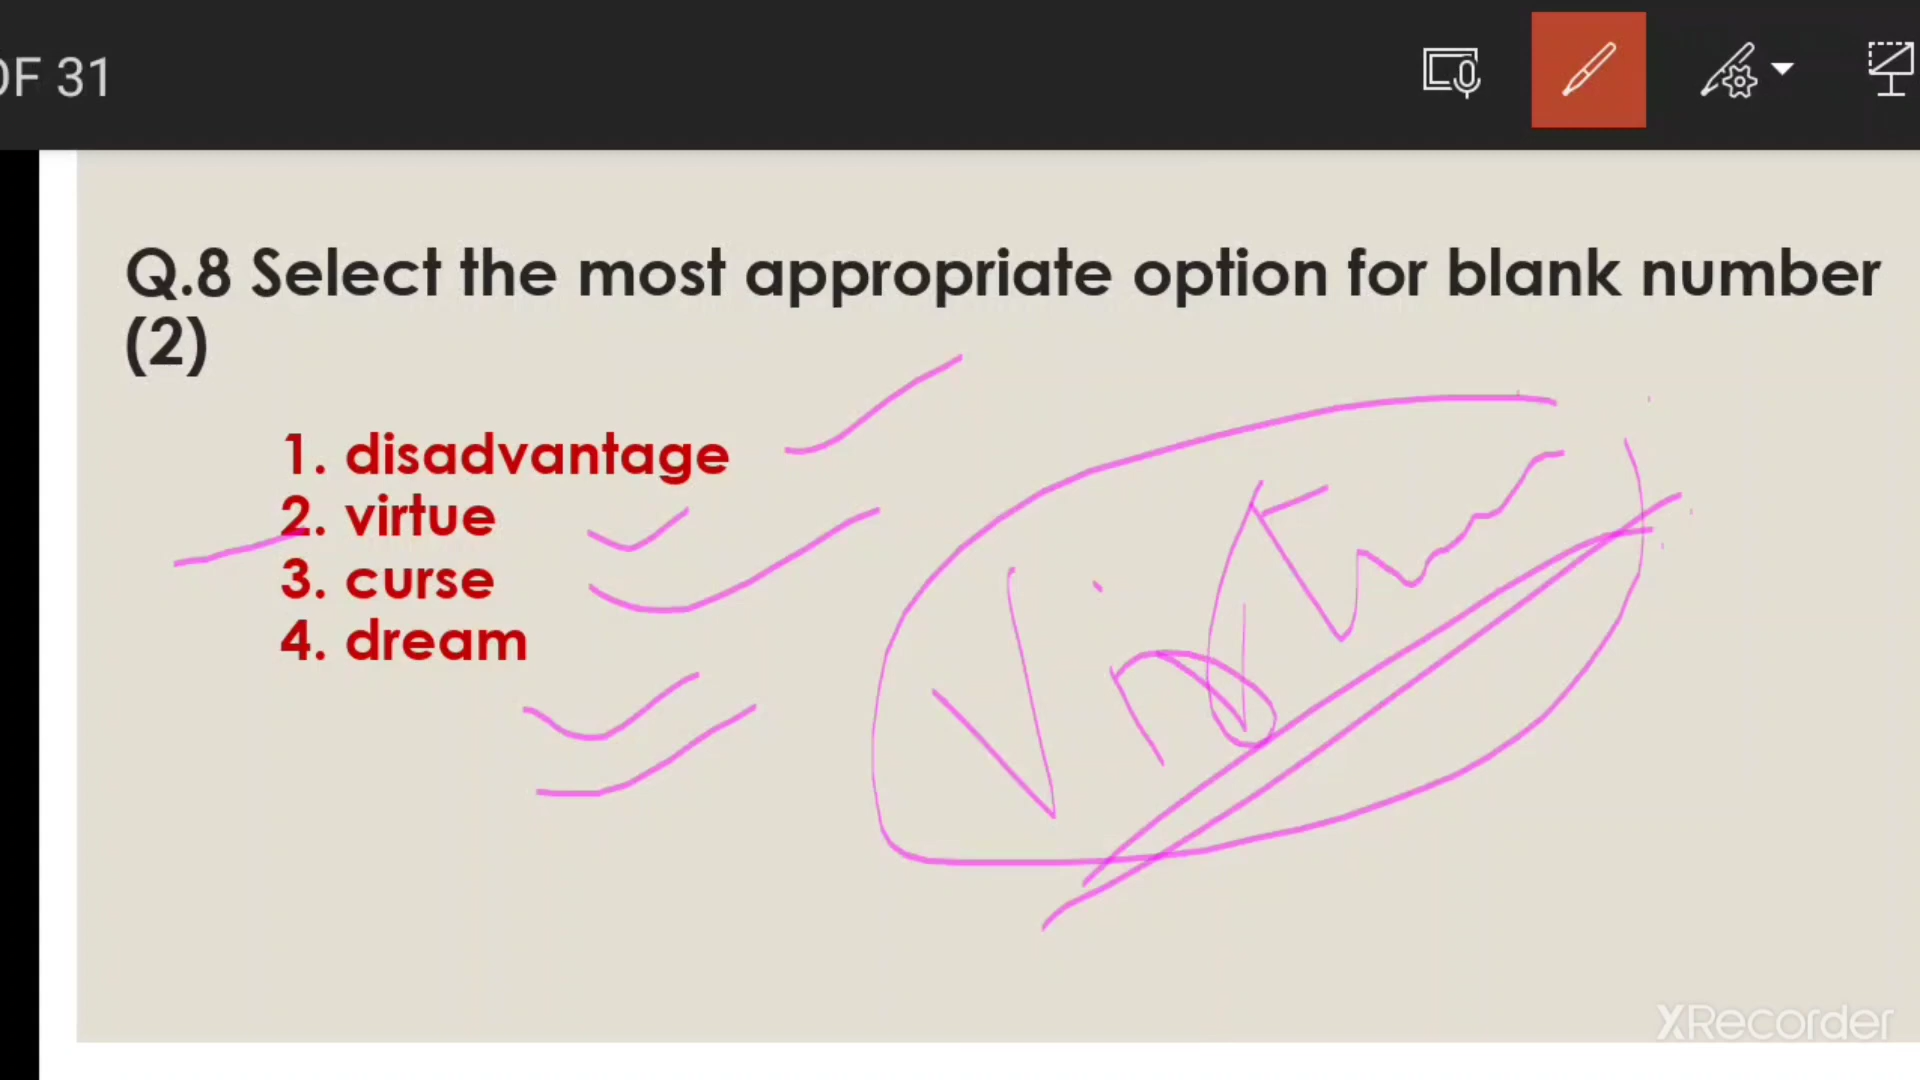 OF 31
Q.8 Select the most appropriate option for blank number
(2)
1. disadvantage
2. virtue
3. curse
4. dream
XRecorder